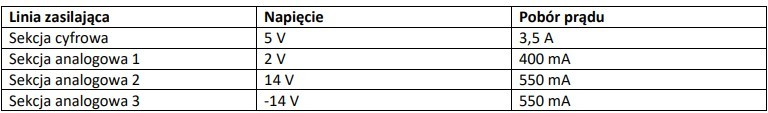 Linia zasilająca Napięcie Pobór prądu
Sekcja cyfrowa 5 V 3,5 A
Sekcja analogowa 1 2 V 400 mA
Sekcja analogowa 2 14 V 550 mA
Sekcja analogowa 3 -14 V 550 mA